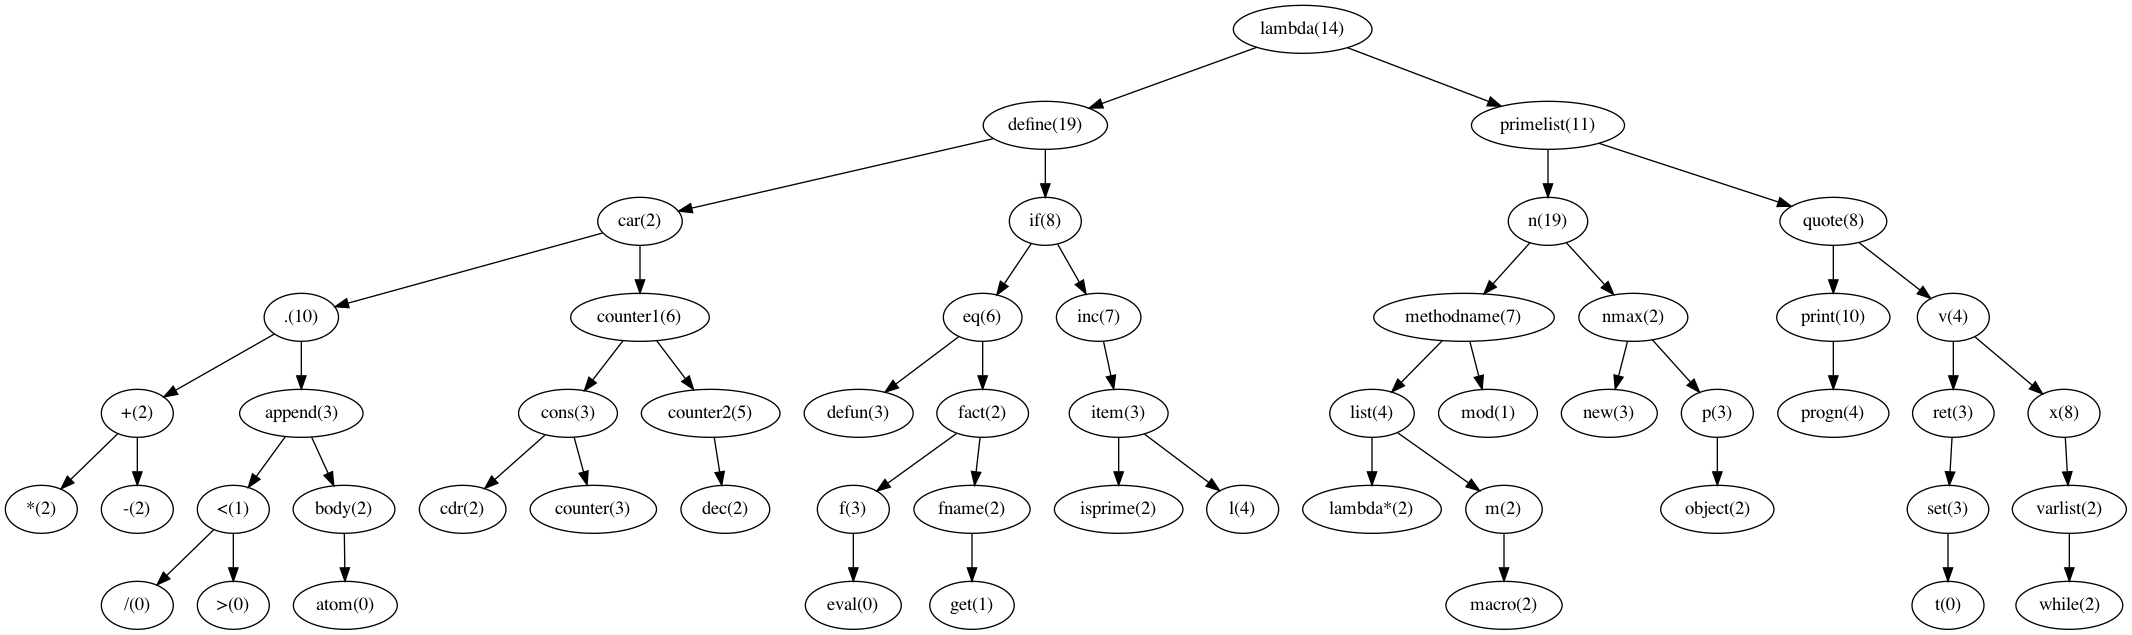 lambda(14)
define(19) primelist(11)
car(2) if(8) n(19) quote(8)
.(10) counter1(6) eq(6) inc(7) methodname(7) nmax(2) print(10) v(4)
+(2) append(3) cons(3) counter2(5) defun(3) fact(2) item(3) list(4) mod(1) new(3) p(3) progn(4) ret(3) x(8)
*(2) -(2) <(1) body(2) cdr(2) counter(3) dec(2) f(3) fname(2) isprime(2) l(4) lambda*(2) m(2) object(2) set(3) varlist(2)
/(0) >(0) atom(0) eval(0) get(1) macro(2) t(0) while(2)